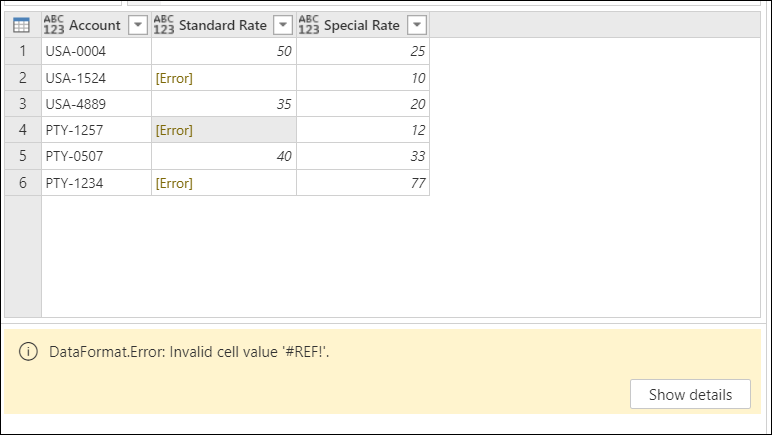 ABC 123 Account ABC 123 Standard Rate ABC 123 Special Rate
1 USA-0004 50 25
2 USA-1524 [Error] 10
3 USA-4889 35 20
4 PTY-1257 [Error] 12
5 PTY-0507 40 33
6 PTY-1234 [Error] 77
DataFormat.Error: Invalid cell value '#REF!'.
Show details